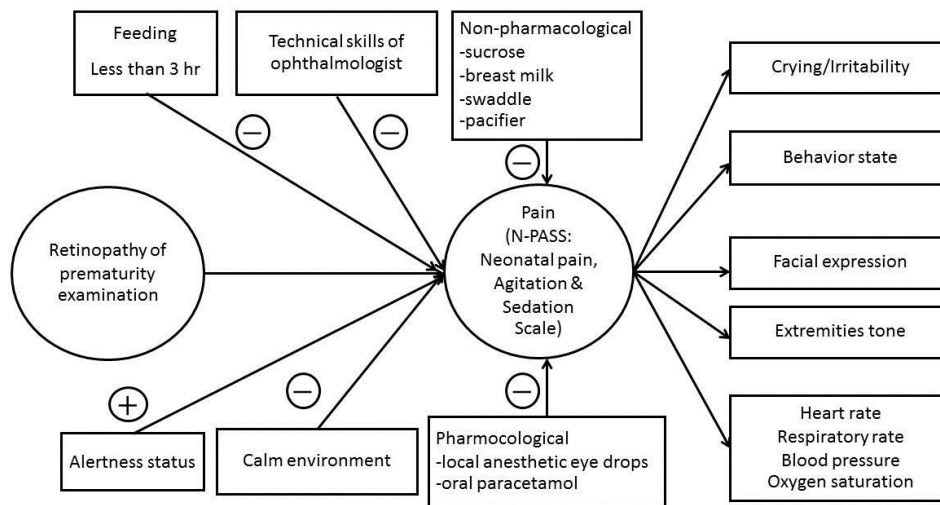 Feeding
Less than 3 hr
Technical skills of
ophthalmologist
Non-pharmacological
-sucrose
-breast milk
-swaddle
-pacifier
Crying/Irritability
Behavior state
Retinopathy of
prematurity
examination
Pain
(N-PASS:
Neonatal pain,
Agitation &
Sedation
Scale)
Facial expression
Extremities tone
Alertness status
Calm environment
Pharmocological
-local anesthetic eye drops
-oral paracetamol
Heart rate
Respiratory rate
Blood pressure
Oxygen saturation
−
−
−
+
−
−